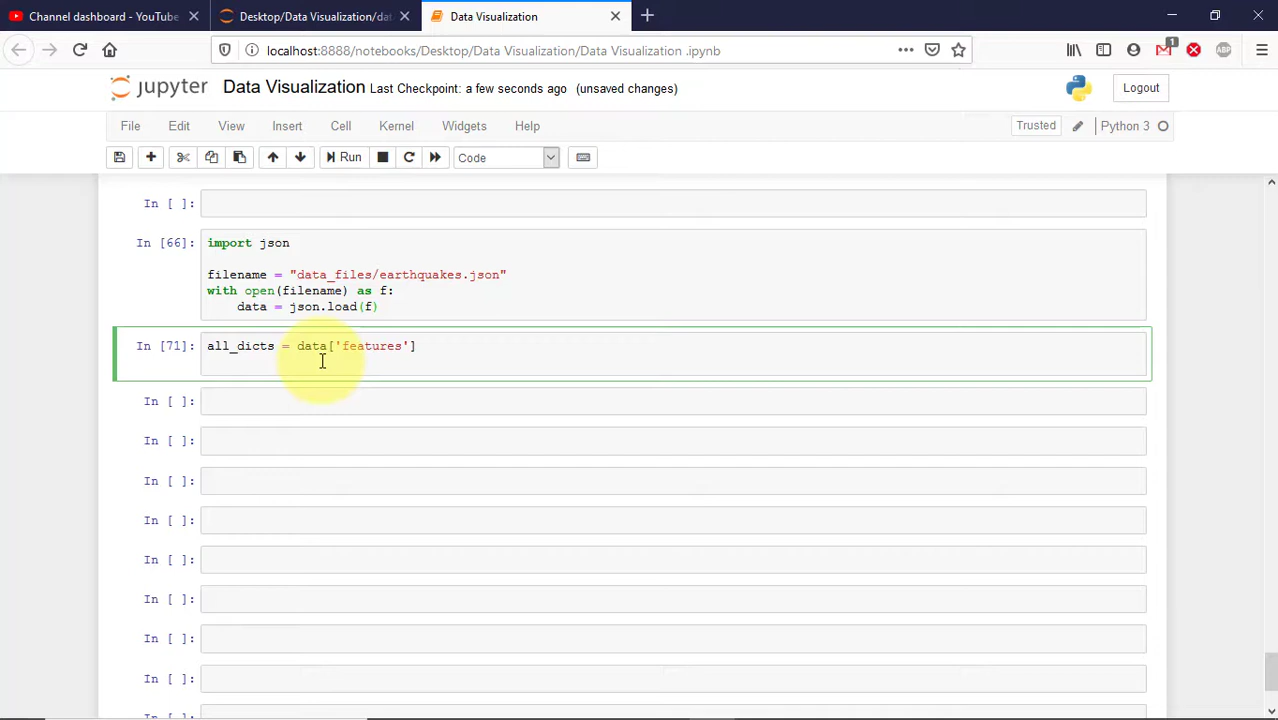 Channel dashboard - YouTube
Desktop/Data Visualization/dat
Data Visualization
localhost:8888/notebooks/Desktop/Data Visualization/Data Visualization .ipynb
1
ABP
jupyter Data Visualization Last Checkpoint: a few seconds ago (unsaved changes)
Logout
File Edit View Insert Cell Kernel Widgets Help
Trusted
Python 3
Run
Code
In [ ]:
In [66]: import json
filename = "data_files/earthquakes.json"
with open(filename) as f:
data = json.load(f)
In [71]: all_dicts = data['features']
In [ ]:
In [ ]:
In [ ]:
In [ ]:
In [ ]:
In [ ]:
In [ ]:
In [ ]: